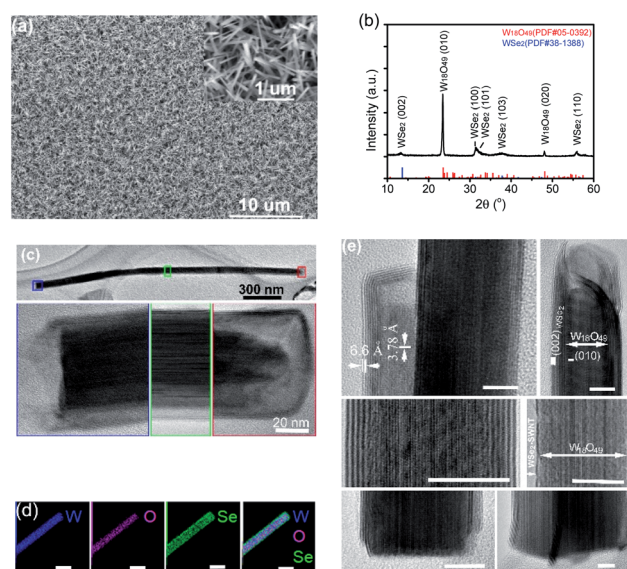 (a)
1 um
10 um
(b)
W18O49(PDF#05-0392)
WSe2(PDF#38-1388)
Intensity (a.u.)
WSe2 (002)
W18O49 (010)
WSe2 (100)
WSe2 (101)
WSe2 (103)
W18O49 (020)
WSe2 (110)
10 20 30 40 50 60
2θ (°)
(c)
300 nm
20 nm
(d)
W
O
Se
W
O
Se
(e)
6.6 Å
3.78 Å
(002) WSe2
W18O49
(010)
WSe2-SWNT
W18O49